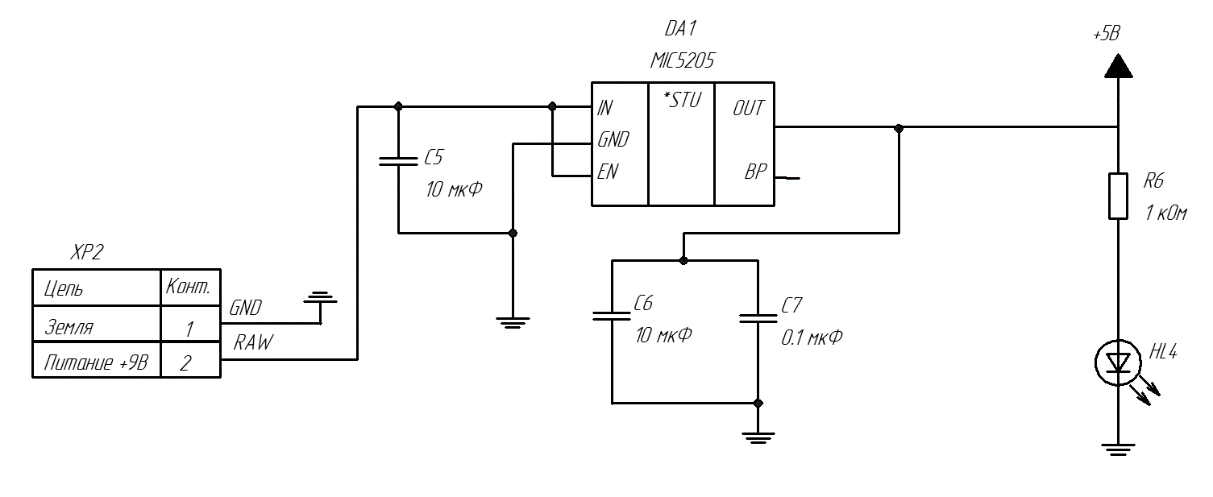 DA1
MIC5205
+5В
IN
*STU
OUT
GND
EN
BP
C5
10 мкФ
R6
1 кОм
XP2
Цепь
Конт.
Земля
1
Питание +9В
2
GND
RAW
C6
10 мкФ
C7
0.1 мкФ
HL4